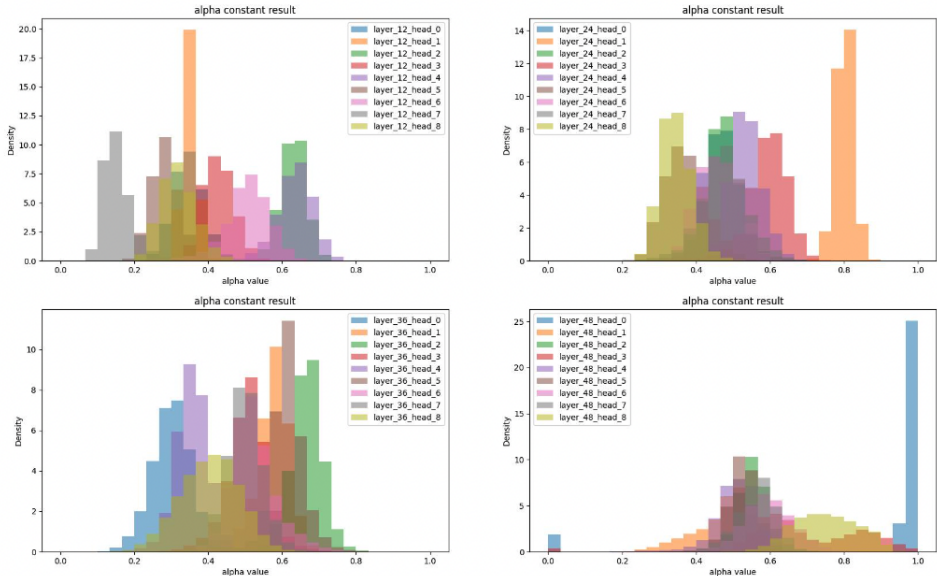 alpha constant result
20.0
17.5
15.0
12.5
10.0
7.5
5.0
2.5
0.0
Density
layer_12_head_0
layer_12_head_1
layer_12_head_2
layer_12_head_3
layer_12_head_4
layer_12_head_5
layer_12_head_6
layer_12_head_7
layer_12_head_8
0.0 0.2 0.4 0.6 0.8 1.0
alpha value
alpha constant result
14
12
10
8
6
4
2
0
Density
layer_24_head_0
layer_24_head_1
layer_24_head_2
layer_24_head_3
layer_24_head_4
layer_24_head_5
layer_24_head_6
layer_24_head_7
layer_24_head_8
0.0 0.2 0.4 0.6 0.8 1.0
alpha value
alpha constant result
10
8
6
4
2
0
Density
layer_36_head_0
layer_36_head_1
layer_36_head_2
layer_36_head_3
layer_36_head_4
layer_36_head_5
layer_36_head_6
layer_36_head_7
layer_36_head_8
0.0 0.2 0.4 0.6 0.8 1.0
alpha value
alpha constant result
25
20
15
10
5
0
Density
layer_48_head_0
layer_48_head_1
layer_48_head_2
layer_48_head_3
layer_48_head_4
layer_48_head_5
layer_48_head_6
layer_48_head_7
layer_48_head_8
0.0 0.2 0.4 0.6 0.8 1.0
alpha value